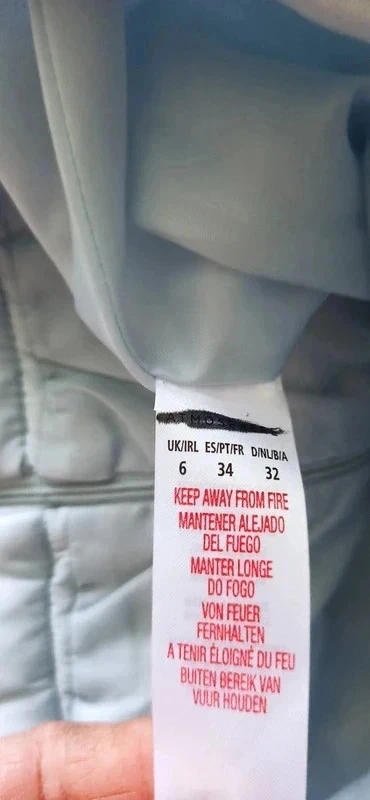 ATMOS
UK/IRL ES/PT/FR D/NL/B/A
6 34 32
KEEP AWAY FROM FIRE
MANTENER ALEJADO
DEL FUEGO
MANTER LONGE
DO FOGO
VON FEUER
FERNHALTEN
A TENIR ÉLOIGNÉ DU FEU
BUITEN BEREIK VAN
VUUR HOUDEN